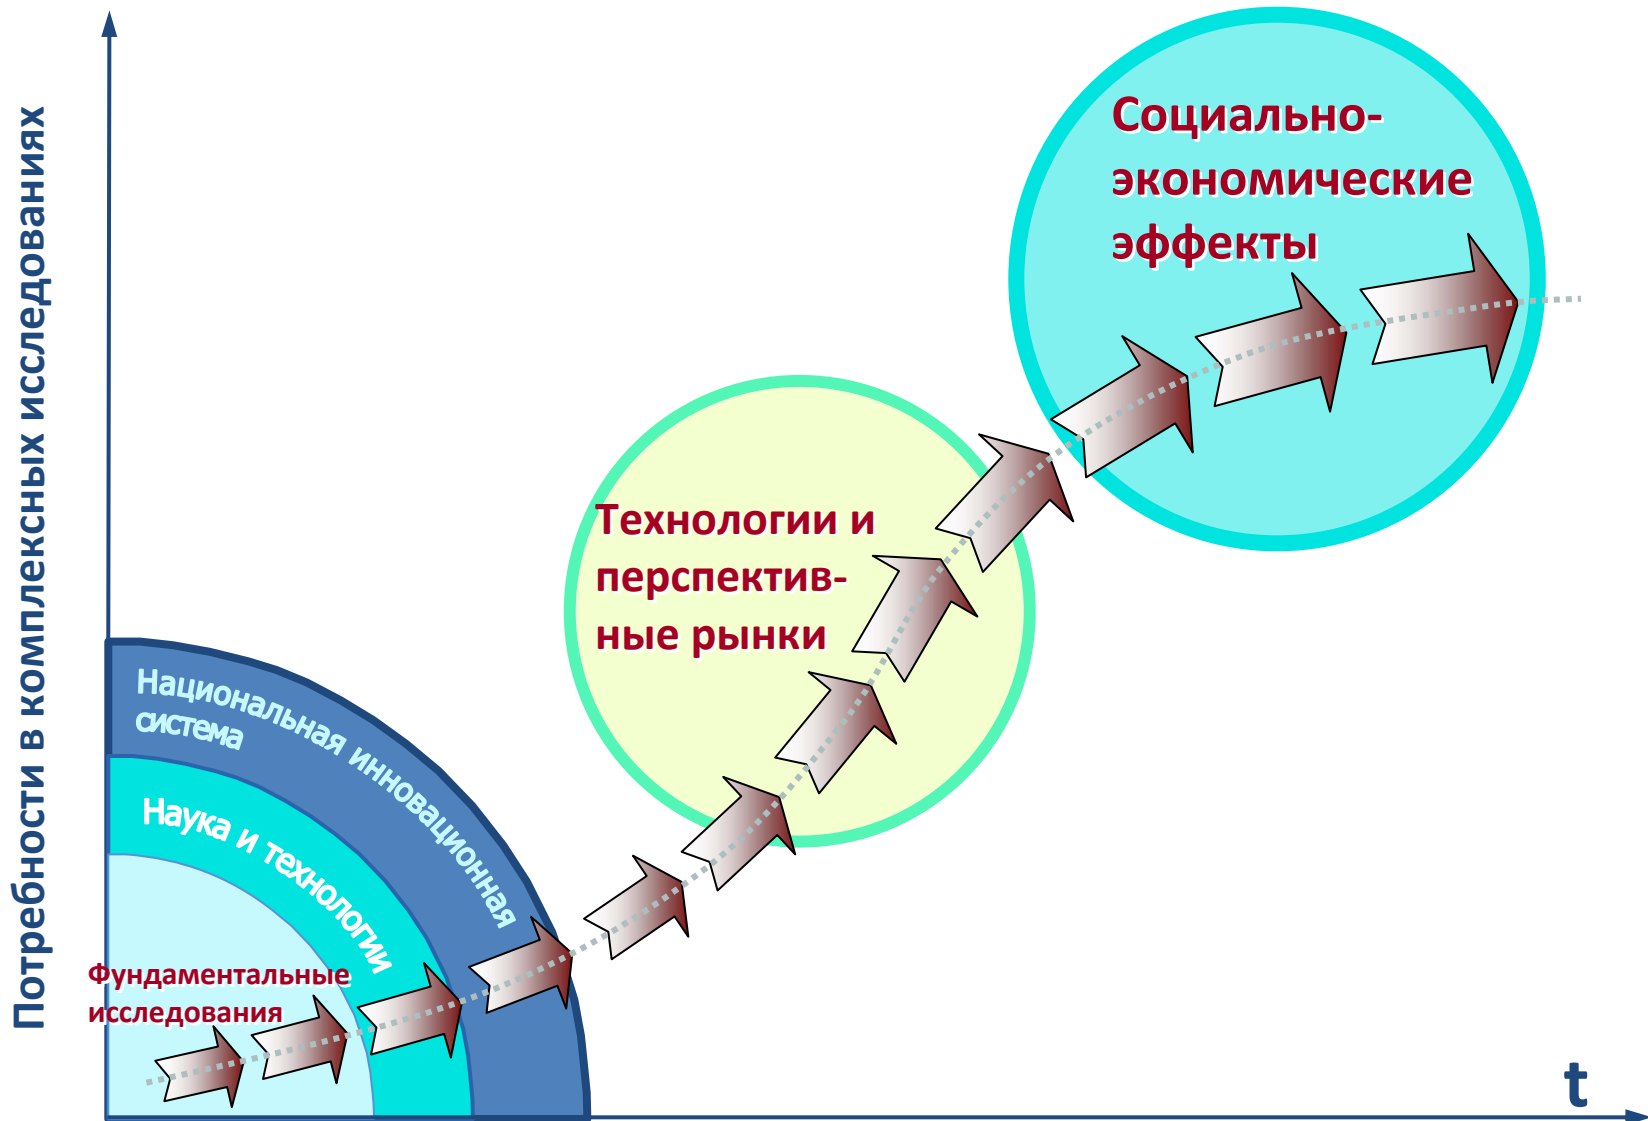 Потребности в комплексных исследованиях
Социально-
экономические
эффекты
Технологии и
перспектив-
ные рынки
Национальная инновационная
система
Наука и технологии
Фундаментальные
исследования
t